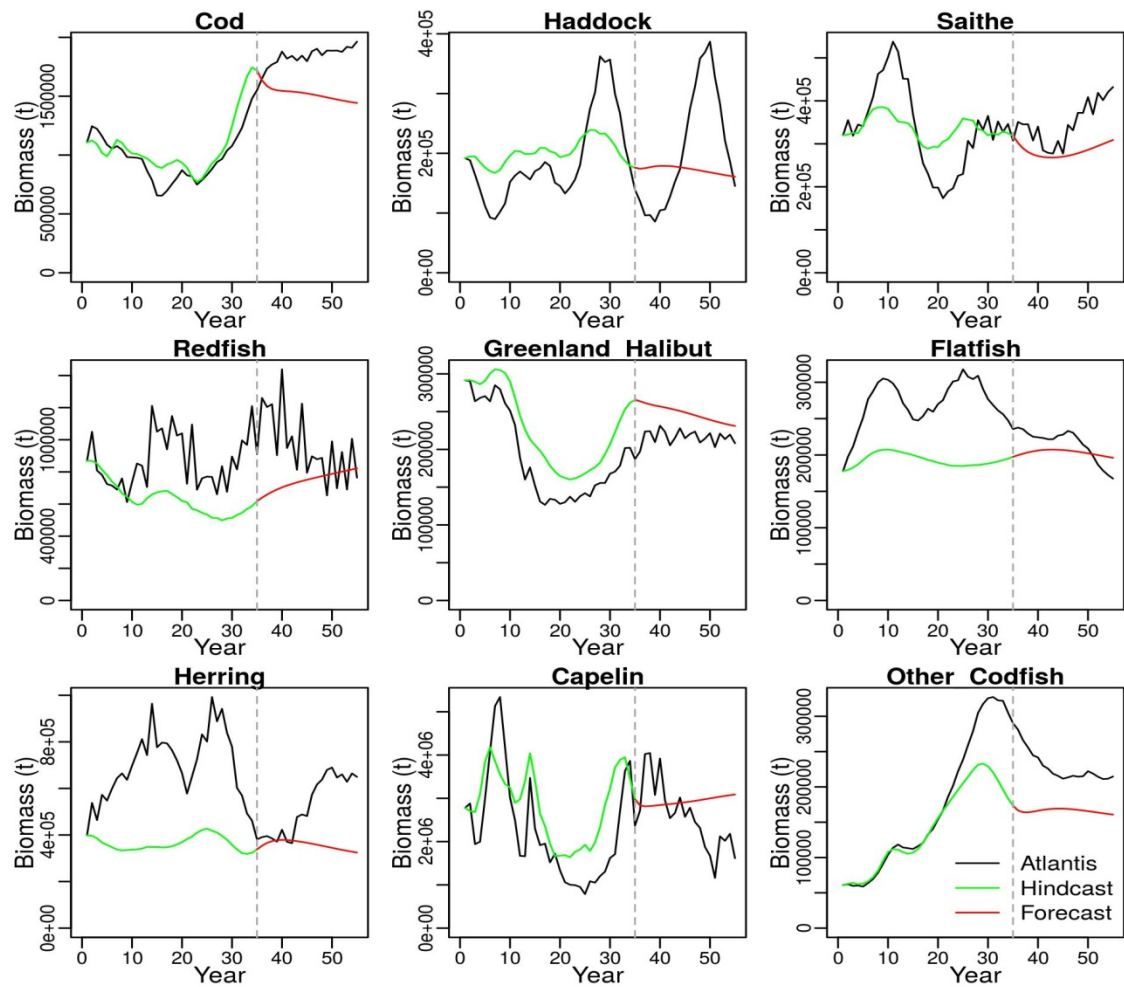 Cod
Biomass (t)
0 500000 1500000
0 10 20 30 40 50
Year
Haddock
Biomass (t)
0e+00 2e+05 4e+05
0 10 20 30 40 50
Year
Saithe
Biomass (t)
0e+00 2e+05 4e+05
0 10 20 30 40 50
Year
Redfish
Biomass (t)
0 400000 1000000
0 10 20 30 40 50
Year
Greenland Halibut
Biomass (t)
0 100000 200000 300000
0 10 20 30 40 50
Year
Flatfish
Biomass (t)
0 100000 200000 300000
0 10 20 30 40 50
Year
Herring
Biomass (t)
0e+00 4e+05 8e+05
0 10 20 30 40 50
Year
Capelin
Biomass (t)
0e+00 2e+06 4e+06
0 10 20 30 40 50
Year
Other Codfish
Biomass (t)
0 100000 200000 300000
Atlantis
Hindcast
Forecast
0 10 20 30 40 50
Year